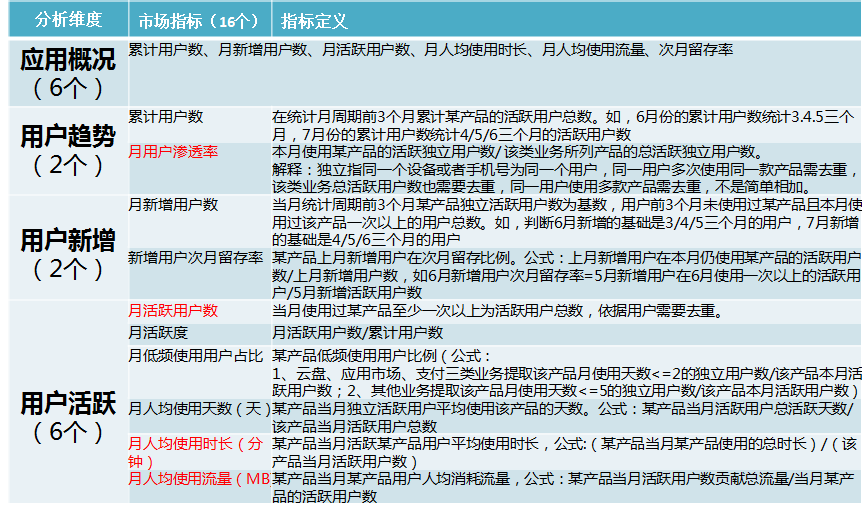 分析维度 市场指标（16个） 指标定义
应用概况
（6个）
累计用户数、月新增用户数、月活跃用户数、月人均使用时长、月人均使用流量、次月留存率
用户趋势
（2个）
累计用户数
在统计月周期前3个月累计某产品的活跃用户总数。如，6月份的累计用户数统计3.4.5三个
月，7月份的累计用户数统计4/5/6三个月的活跃用户数
月用户渗透率
本月使用某产品的活跃独立用户数/ 该类业务所列产品的总活跃独立用户数。
解释：独立指同一个设备或者手机号为同一个用户，同一用户多次使用同一款产品需去重，
该类业务总活跃用户数也需要去重，同一用户使用多款产品需去重，不是简单相加。
用户新增
（2个）
月新增用户数
当月统计周期前3个月某产品独立活跃用户数为基数，用户前3个月未使用过某产品且本月使
用过该产品一次以上的用户总数。如，判断6月新增的基础是3/4/5三个月的用户，7月新增
的基础是4/5/6三个月的用户
新增用户次月留存率
某产品上月新增用户在次月留存比例。公式：上月新增用户在本月仍使用某产品的活跃用户
数/上月新增用户数，如6月新增用户次月留存率=5月新增用户在6月使用一次以上的活跃用
户/5月新增活跃用户数
用户活跃
（6个）
月活跃用户数
当月使用过某产品至少一次以上为活跃用户总数，依据用户需要去重。
月活跃度
月活跃用户数/累计用户数
月低频使用用户占比
某产品低频使用用户比例（公式：
1、云盘、应用市场、支付三类业务提取该产品月使用天数<=2的独立用户数/该产品本月活
跃用户数；2、其他业务提取该产品月使用天数<=5的独立用户数/该产品本月活跃用户数）
月人均使用天数（天）
某产品当月独立活跃用户平均使用该产品的天数。公式：某产品当月活跃用户总活跃天数/
该产品当月活跃用户总数
月人均使用时长（分
钟）
某产品当月活跃某产品用户平均使用时长，公式:（某产品当月某产品使用的总时长）/（该
产品当月活跃用户数）
月人均使用流量（MB
某产品当月某产品用户人均消耗流量，公式：某产品当月活跃用户数贡献总流量/当月某产
品的活跃用户数